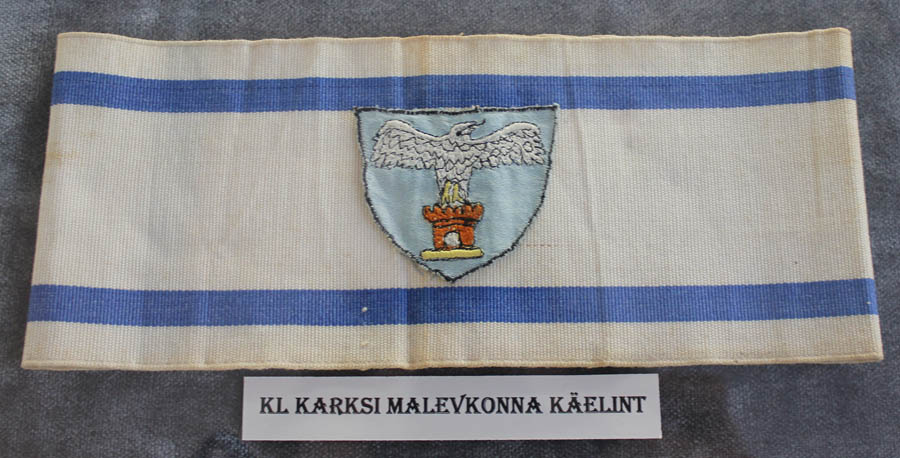 KL KARKSI MALEVKONNA KÄELINT